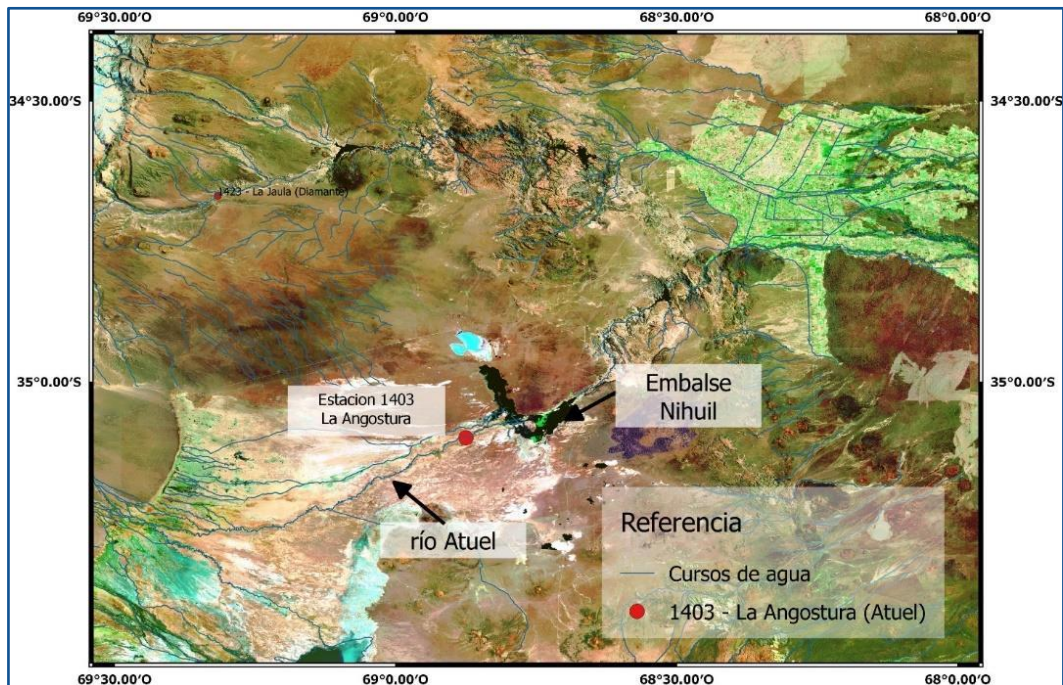 69°30.00′O 69°0.00′O 68°30.00′O 68°0.00′O
34°30.00′S 34°30.00′S
1423 - La Jaula (Diamante)
35°0.00′S 35°0.00′S
Estacion 1403
La Angostura
Embalse
Nihuil
río Atuel
Referencia
Cursos de agua
1403 - La Angostura (Atuel)
69°30.00′O 69°0.00′O 68°30.00′O 68°0.00′O